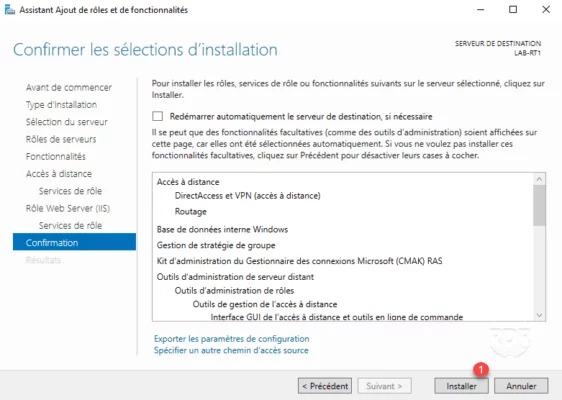 Assistant Ajout de rôles et de fonctionnalités
Confirmer les sélections d'installation
SERVEUR DE DESTINATION
LAB-RT1
Avant de commencer
Type d'installation
Sélection du serveur
Rôles de serveurs
Fonctionnalités
Accès à distance
Services de rôle
Rôle Web Server (IIS)
Services de rôle
Confirmation
Résultats
Pour installer les rôles, services de rôle ou fonctionnalités suivants sur le serveur sélectionné, cliquez sur
Installer.
Redémarrer automatiquement le serveur de destination, si nécessaire
Il se peut que des fonctionnalités facultatives (comme des outils d'administration) soient affichées sur
cette page, car elles ont été sélectionnées automatiquement. Si vous ne voulez pas installer ces
fonctionnalités facultatives, cliquez sur Précédent pour désactiver leurs cases à cocher.
Accès à distance
DirectAccess et VPN (accès à distance)
Routage
Base de données interne Windows
Gestion de stratégie de groupe
Kit d'administration du Gestionnaire des connexions Microsoft (CMAK) RAS
Outils d'administration de serveur distant
Outils d'administration de rôles
Outils de gestion de l'accès à distance
Interface GUI de l'accès à distance et outils en ligne de commande
Exporter les paramètres de configuration
Spécifier un autre chemin d'accès source
1
< Précédent
Suivant >
Installer
Annuler